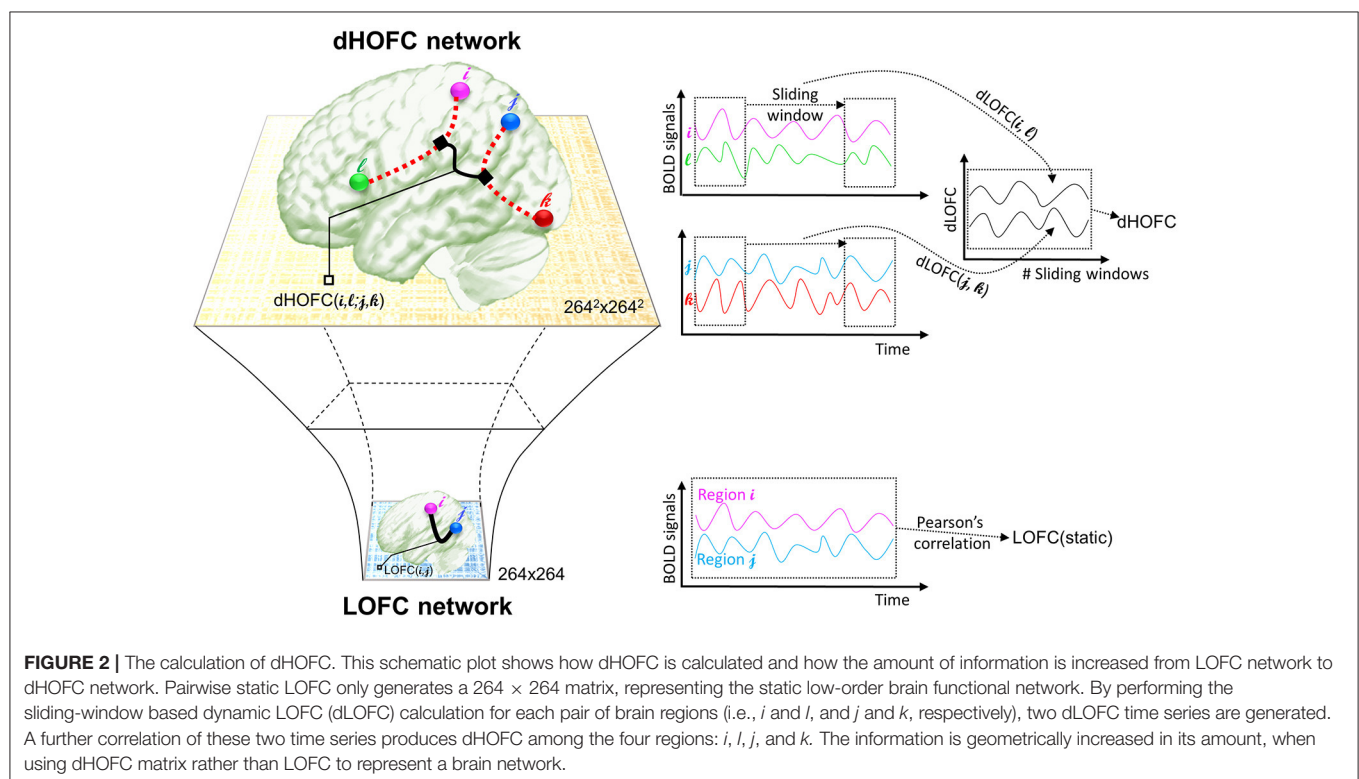 dHOFC network
i
j
l
k
dHOFC(i,l;j,k)
264²x264²
i
j
LOFC(i,j)
264x264
LOFC network
BOLD signals
i
l
Sliding
window
dLOFC(i, l)
j
k
Time
dLOFC(j, k)
dLOFC
# Sliding windows
dHOFC
BOLD signals
Region i
Region j
Time
Pearson's
correlation
LOFC(static)
FIGURE 2 | The calculation of dHOFC. This schematic plot shows how dHOFC is calculated and how the amount of information is increased from LOFC network to
dHOFC network. Pairwise static LOFC only generates a 264 × 264 matrix, representing the static low-order brain functional network. By performing the
sliding-window based dynamic LOFC (dLOFC) calculation for each pair of brain regions (i.e., i and l, and j and k, respectively), two dLOFC time series are generated.
A further correlation of these two time series produces dHOFC among the four regions: i, l, j, and k. The information is geometrically increased in its amount, when
using dHOFC matrix rather than LOFC to represent a brain network.